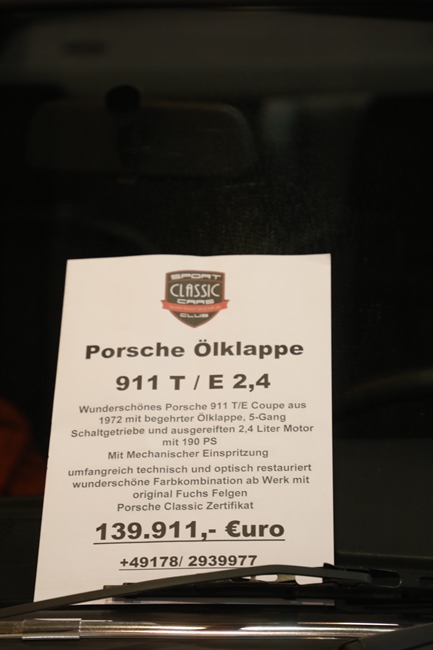 SPORT
CLASSIC
CARS
CLUB
Porsche Ölklappe
911 T / E 2,4
Wunderschönes Porsche 911 T/E Coupe aus
1972 mit begehrter Ölklappe, 5-Gang
Schaltgetriebe und ausgereiften 2,4 Liter Motor
mit 190 PS
Mit Mechanischer Einspritzung
umfangreich technisch und optisch restauriert
wunderschöne Farbkombination ab Werk mit
original Fuchs Felgen
Porsche Classic Zertifikat
139.911,- €uro
+49178/ 2939977